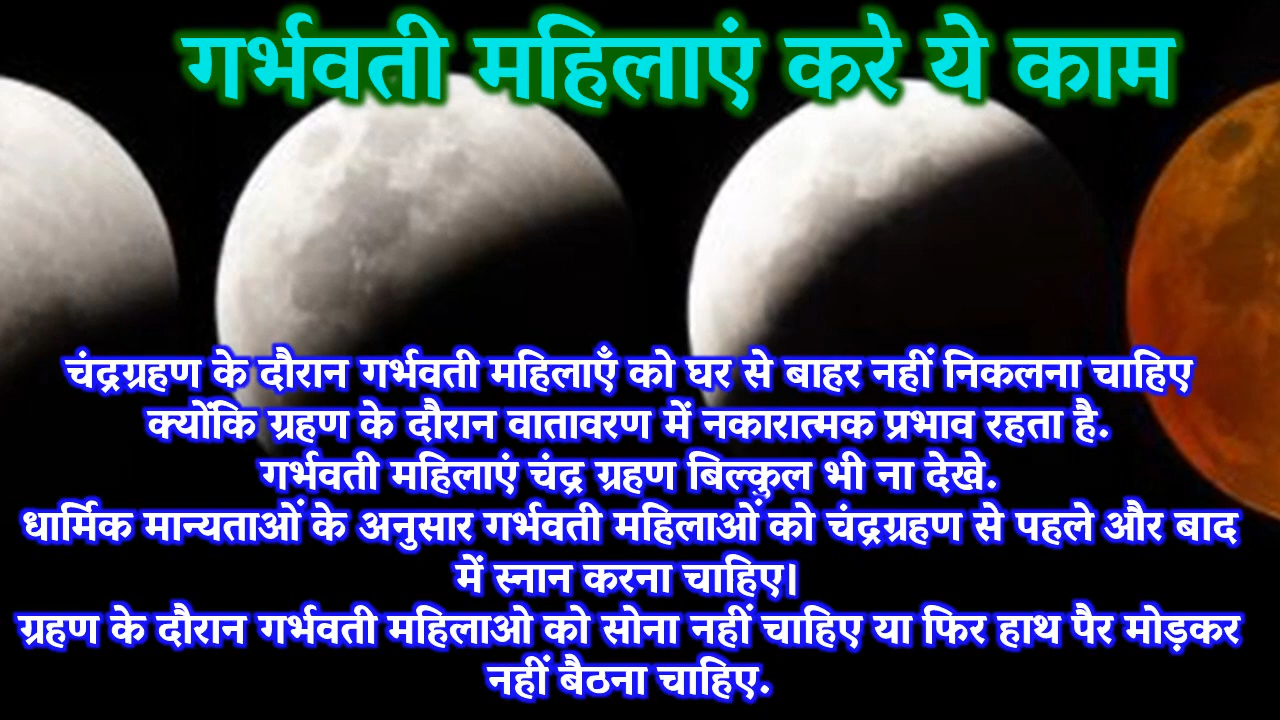 गर्भवती महिलाएं करे ये काम
चंद्रग्रहण के दौरान गर्भवती महिलाएँ को घर से बाहर नहीं निकलना चाहिए
क्योंकि ग्रहण के दौरान वातावरण में नकारात्मक प्रभाव रहता है.
गर्भवती महिलाएं चंद्र ग्रहण बिल्कुल भी ना देखे.
धार्मिक मान्यताओं के अनुसार गर्भवती महिलाओं को चंद्रग्रहण से पहले और बाद
में स्नान करना चाहिए।
ग्रहण के दौरान गर्भवती महिलाओ को सोना नहीं चाहिए या फिर हाथ पैर मोड़कर
नहीं बैठना चाहिए.